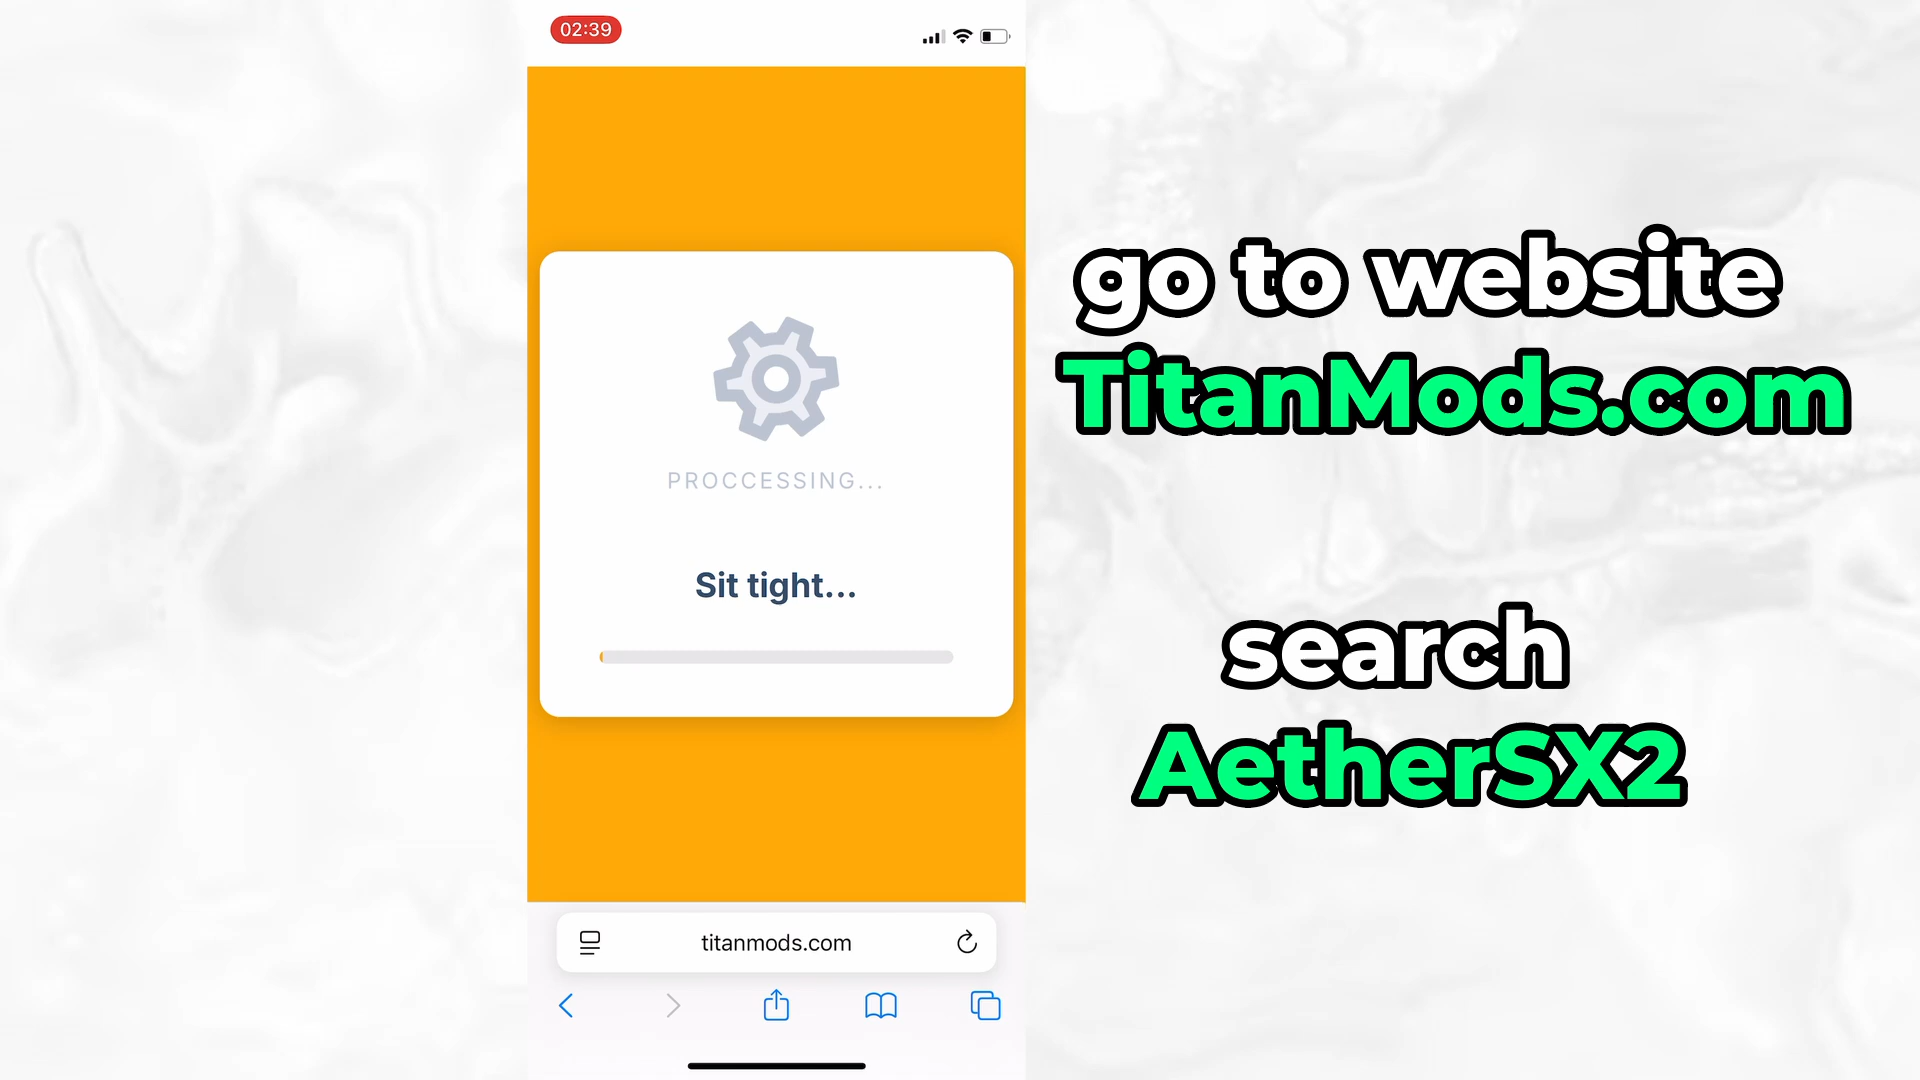 02:39
PROCCESSING...
Sit tight...
titanmods.com
go to website
TitanMods.com
search
AetherSX2